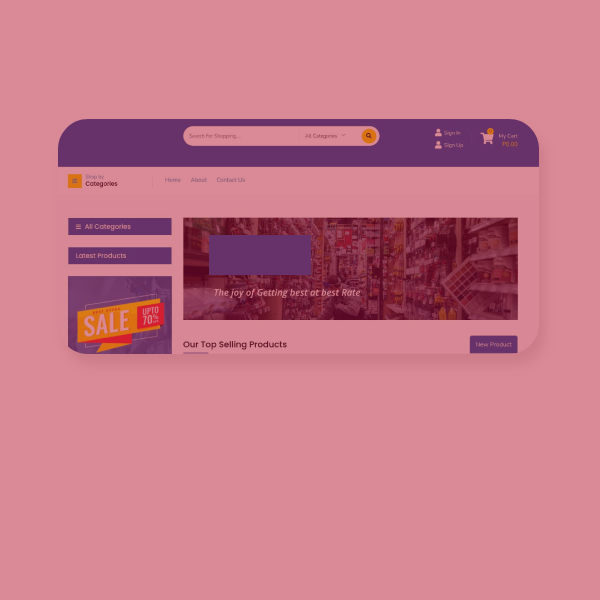 Search for Shopping...
All Categories
Sign In
Sign Up
My Cart
Shop by
Categories
Home
About
Contact Us
All Categories
Latest Products
SALE
UPTO
70%
The joy of Getting best at best Rate
Our Top Selling Products
New Product